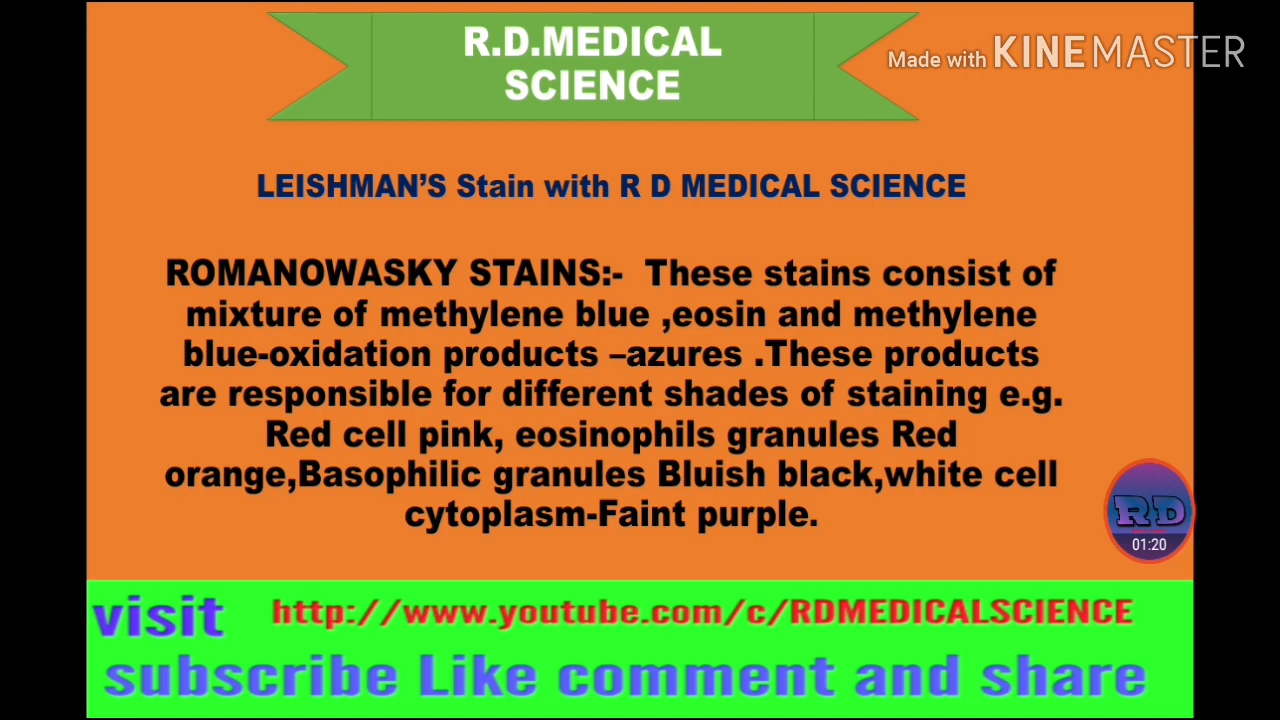 R.D.MEDICAL
SCIENCE
Made with KINEMASTER
LEISHMAN'S Stain with R D MEDICAL SCIENCE
ROMANOWASKY STAINS:- These stains consist of
mixture of methylene blue ,eosin and methylene
blue-oxidation products –azures .These products
are responsible for different shades of staining e.g.
Red cell pink, eosinophils granules Red
orange,Basophilic granules Bluish black,white cell
cytoplasm-Faint purple.
RD
01:20
visit http://www.youtube.com/c/RDMEDICALSCIENCE
subscribe Like comment and share